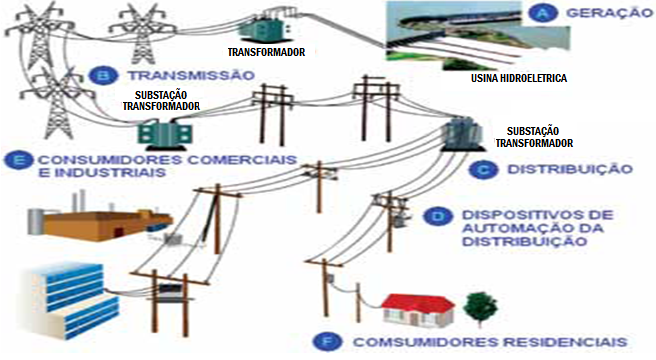 A GERAÇÃO
TRANSFORMADOR
USINA HIDROELETRICA
B TRANSMISSÃO
SUBSTAÇÃO
TRANSFORMADOR
SUBSTAÇÃO
TRANSFORMADOR
E CONSUMIDORES COMERCIAIS
E INDUSTRIAIS
C DISTRIBUIÇÃO
D DISPOSITIVOS DE
AUTOMAÇÃO DA
DISTRIBUIÇÃO
F COMSUMIDORES RESIDENCIAIS